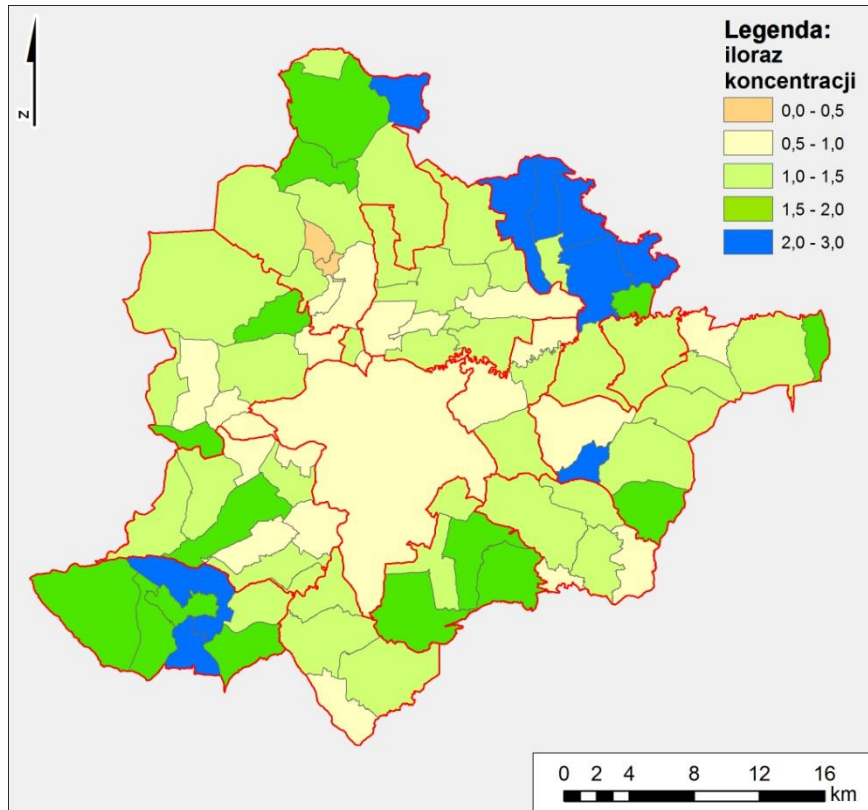 Legenda:
iloraz
koncentracji
0,0 - 0,5
0,5 - 1,0
1,0 - 1,5
1,5 - 2,0
2,0 - 3,0
N
0 2 4 8 12 16
km